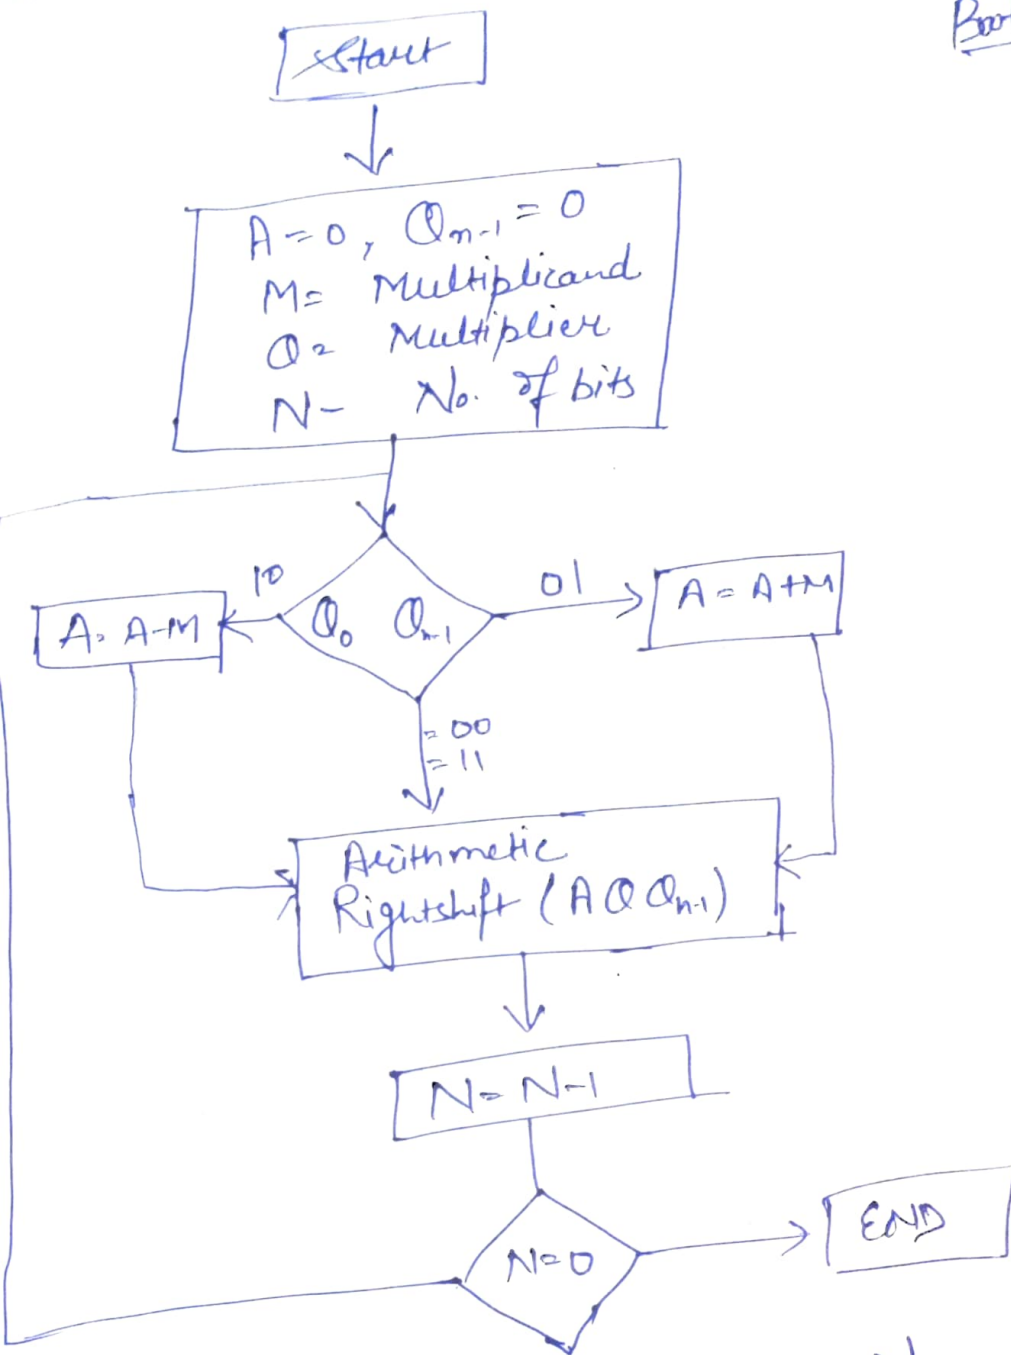 Start
A=0, Qn-1 = 0
M= Multiplicand
Q= Multiplier
N- No. of bits
10
01
A= A-M
Q0 Qn-1
A = A+M
= 00
= 11
Arithmetic
Rightshift (A Q Qn-1)
N= N-1
N=0
END